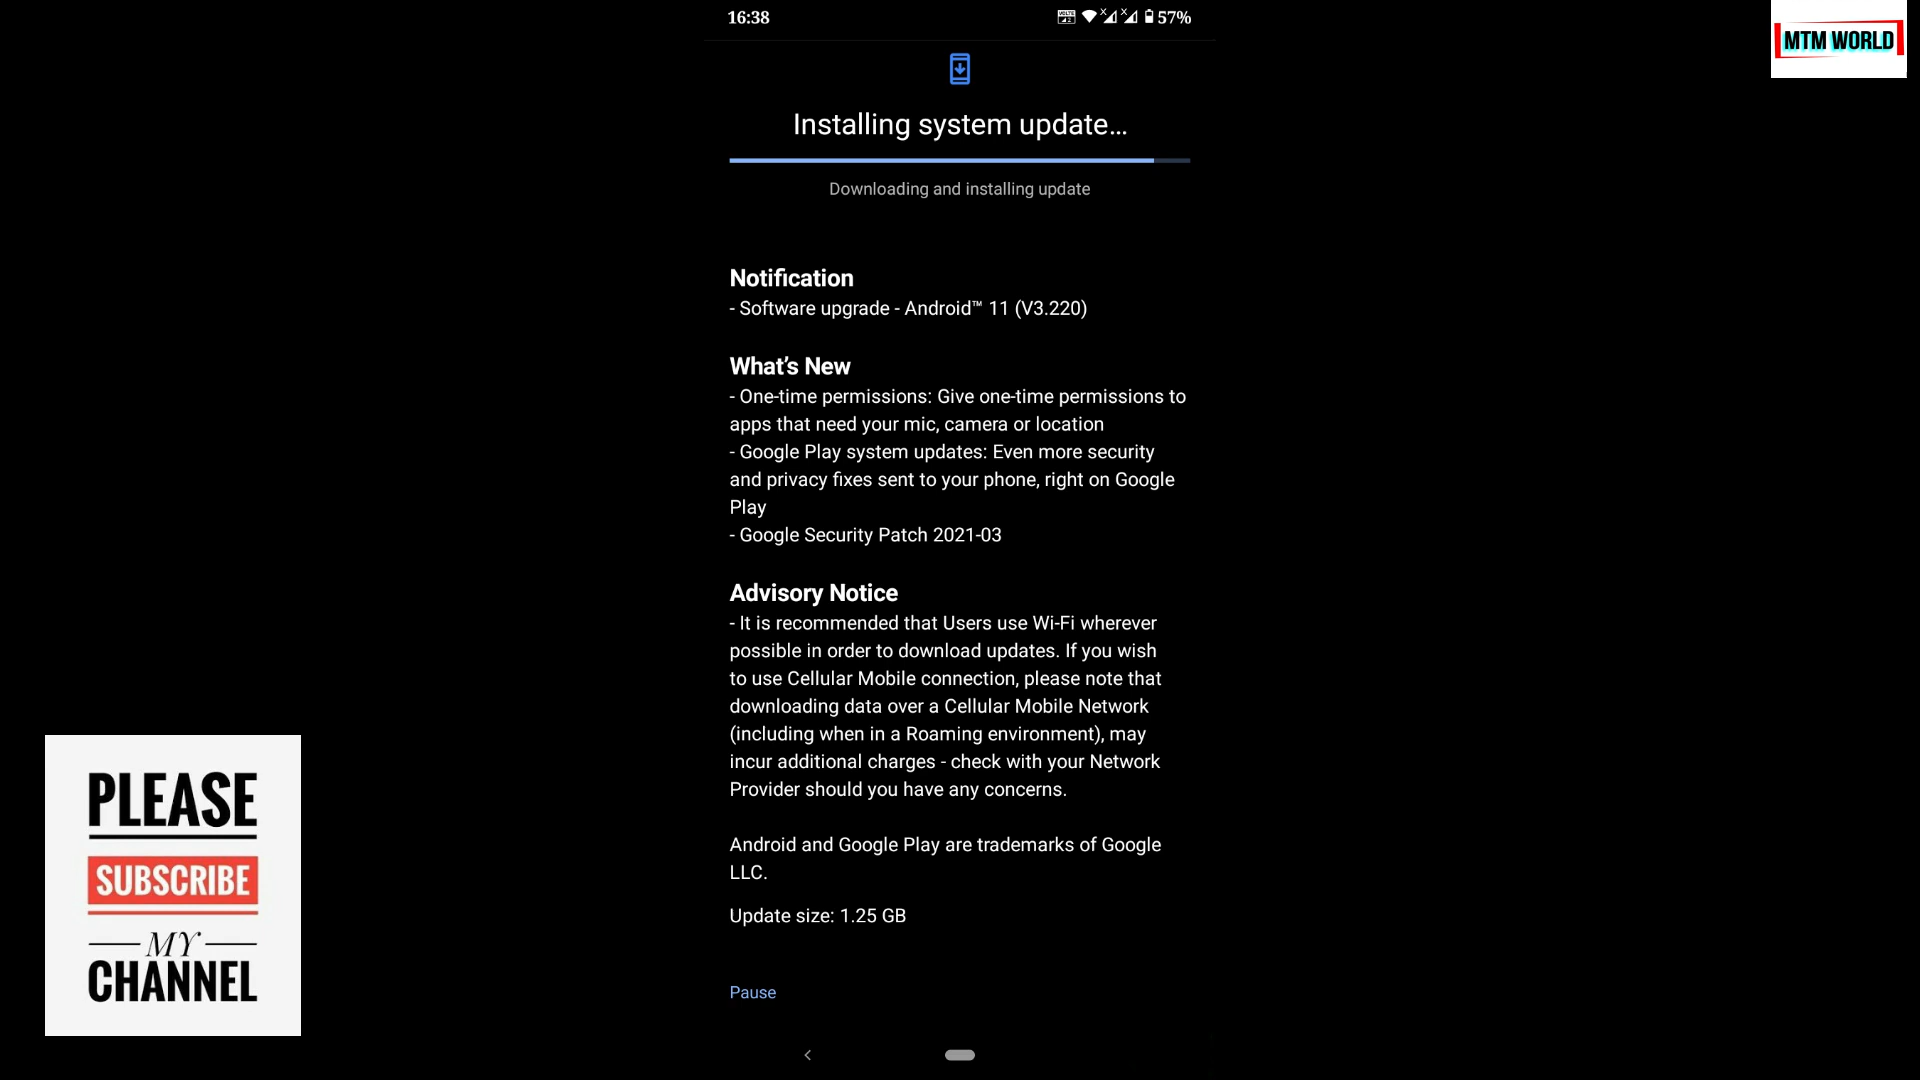 16:38
57%
MTM WORLD
Installing system update...
Downloading and installing update
Notification
- Software upgrade - Android™ 11 (V3.220)
What's New
- One-time permissions: Give one-time permissions to
apps that need your mic, camera or location
- Google Play system updates: Even more security
and privacy fixes sent to your phone, right on Google
Play
- Google Security Patch 2021-03
Advisory Notice
- It is recommended that Users use Wi-Fi wherever
possible in order to download updates. If you wish
to use Cellular Mobile connection, please note that
downloading data over a Cellular Mobile Network
(including when in a Roaming environment), may
incur additional charges - check with your Network
Provider should you have any concerns.
Android and Google Play are trademarks of Google
LLC.
Update size: 1.25 GB
Pause
PLEASE
SUBSCRIBE
MY
CHANNEL